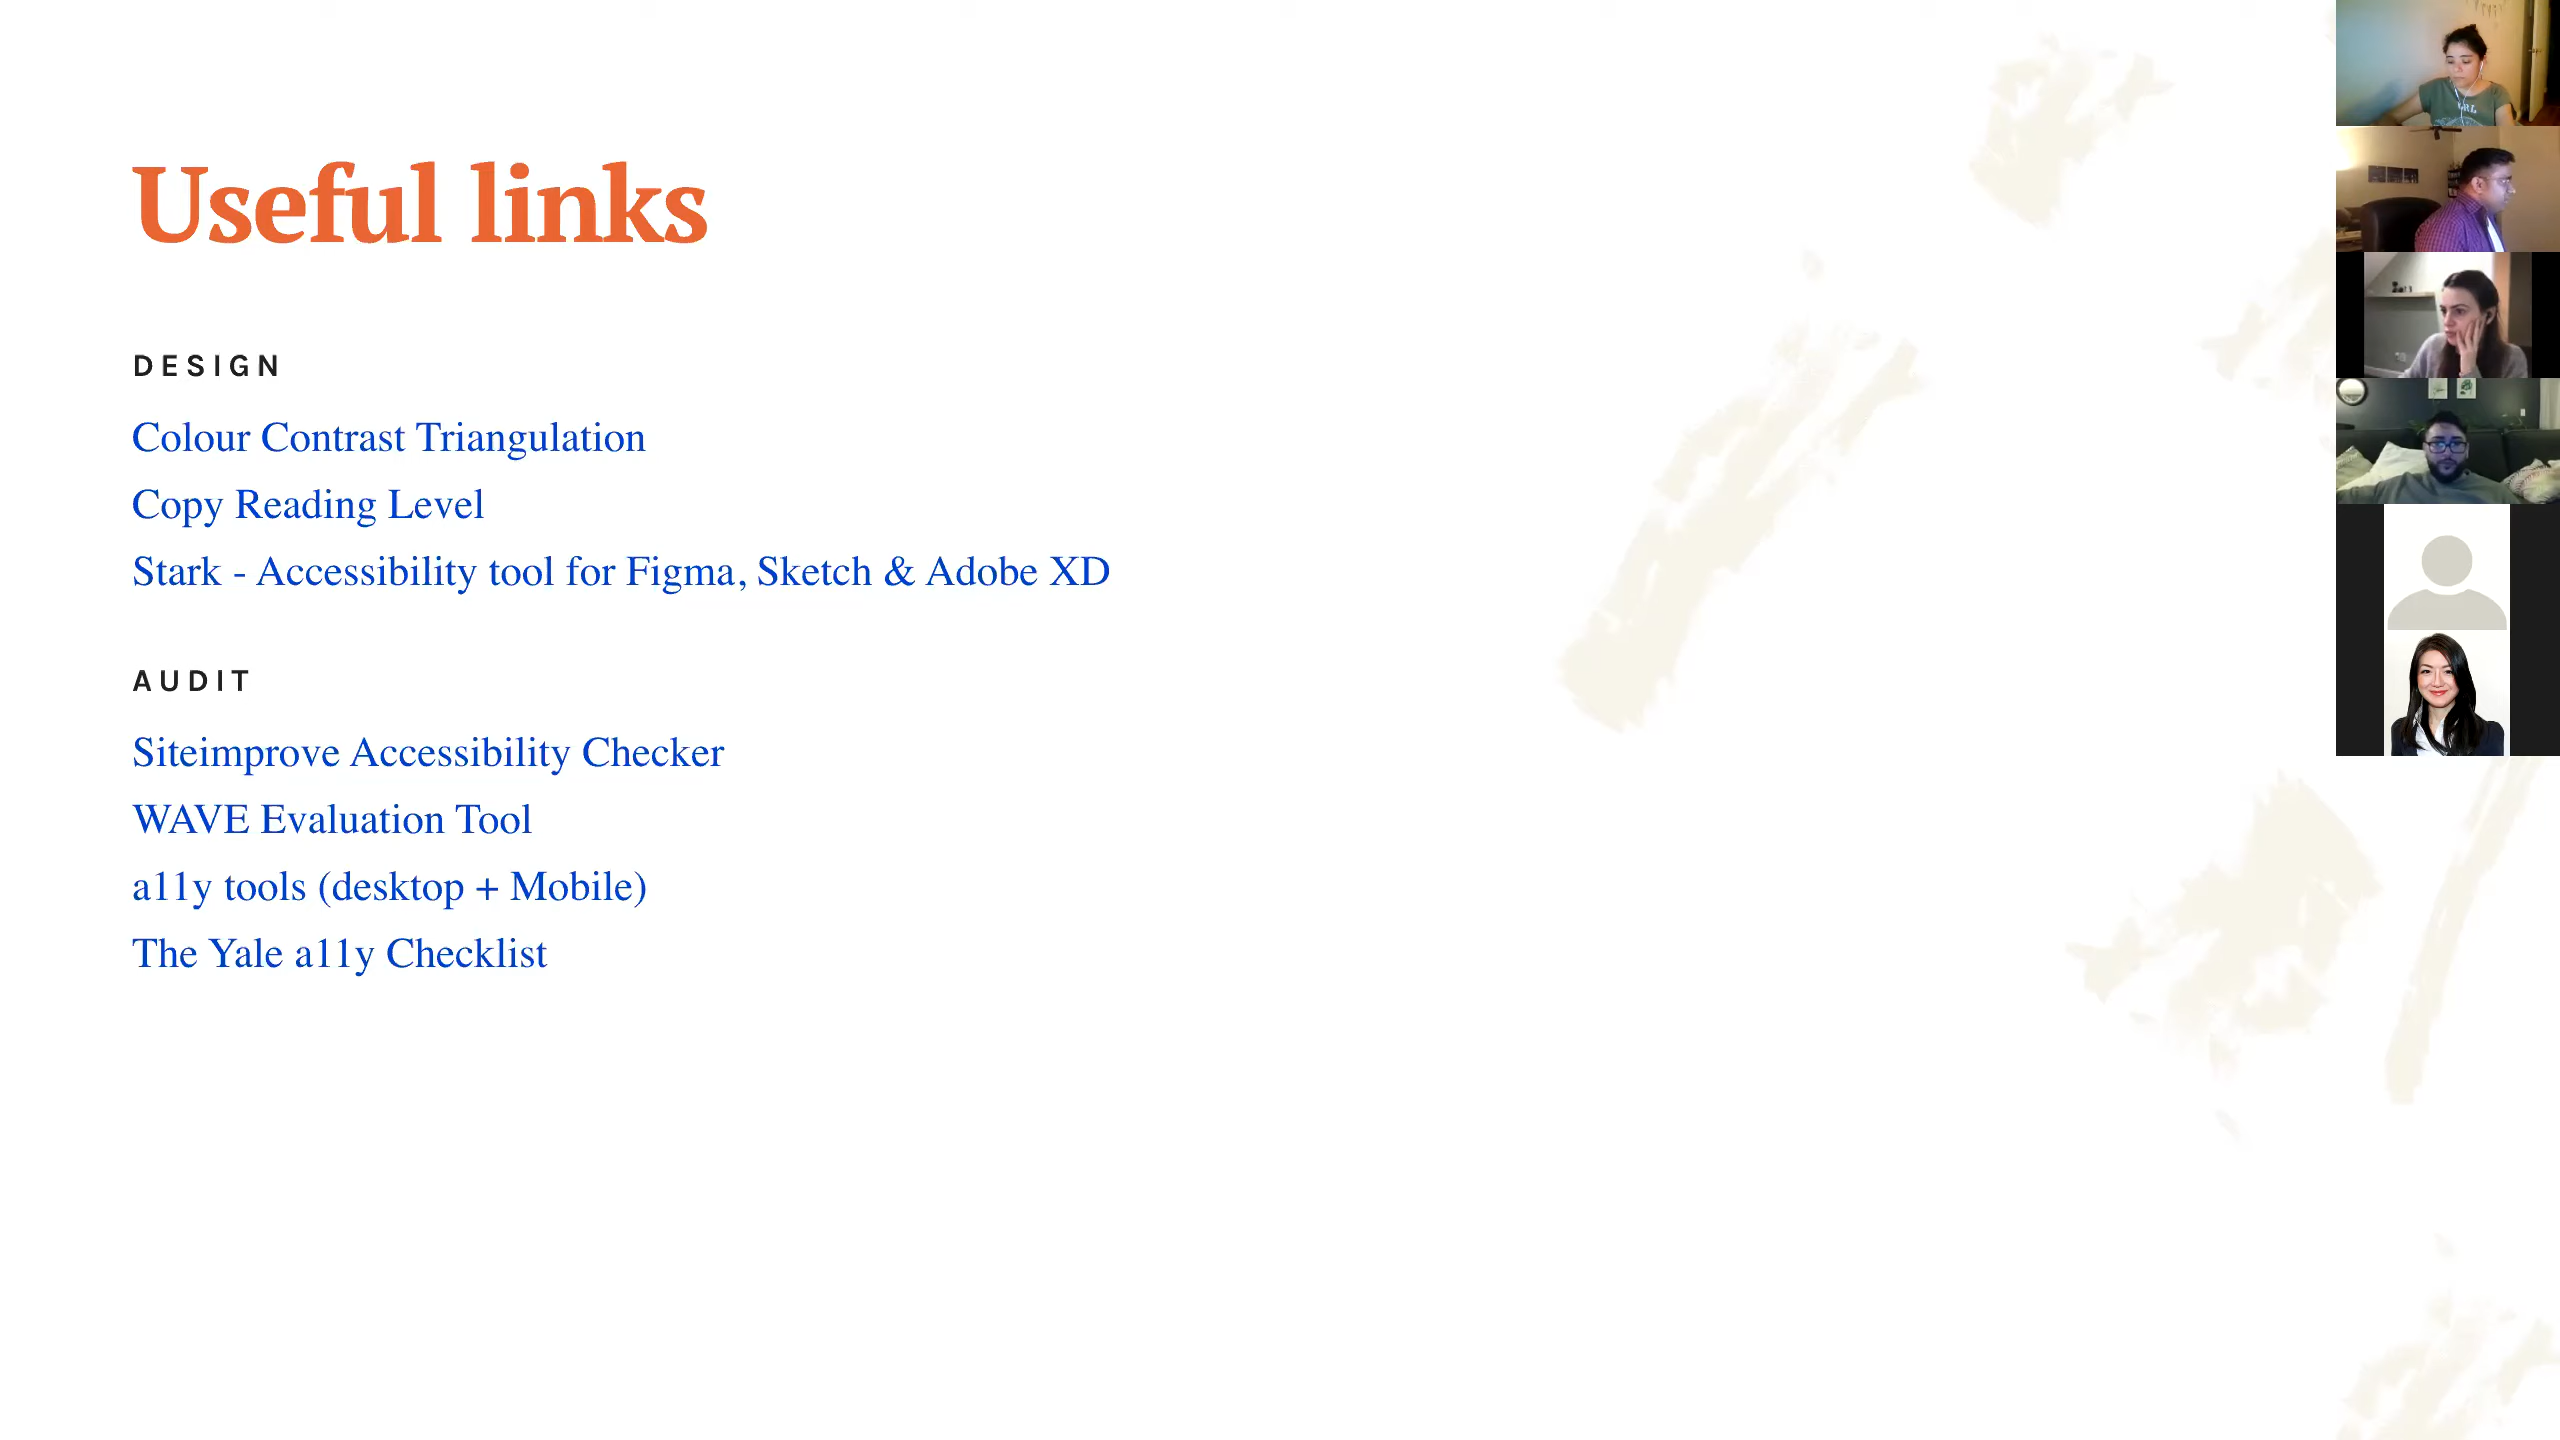 Useful links
DESIGN
Colour Contrast Triangulation
Copy Reading Level
Stark - Accessibility tool for Figma, Sketch & Adobe XD
AUDIT
Siteimprove Accessibility Checker
WAVE Evaluation Tool
a11y tools (desktop + Mobile)
The Yale a11y Checklist